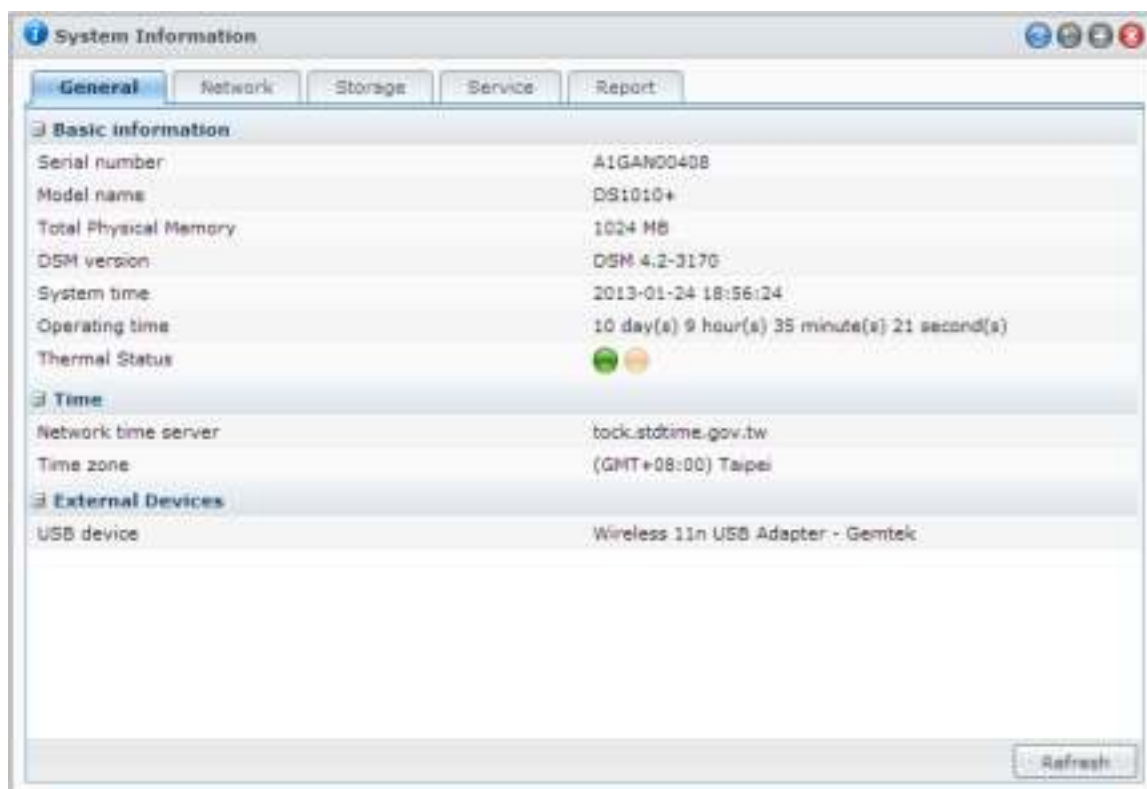 System Information
General Network Storage Service Report
Basic information
Serial number A1GAN00408
Model name DS1010+
Total Physical Memory 1024 MB
DSM version DSM 4.2-3170
System time 2013-01-24 18:56:24
Operating time 10 day(s) 9 hour(s) 35 minute(s) 21 second(s)
Thermal Status
Time
Network time server tock.stdtime.gov.tw
Time zone (GMT+08:00) Taipei
External Devices
USB device Wireless 11n USB Adapter - Gemtek
Refresh